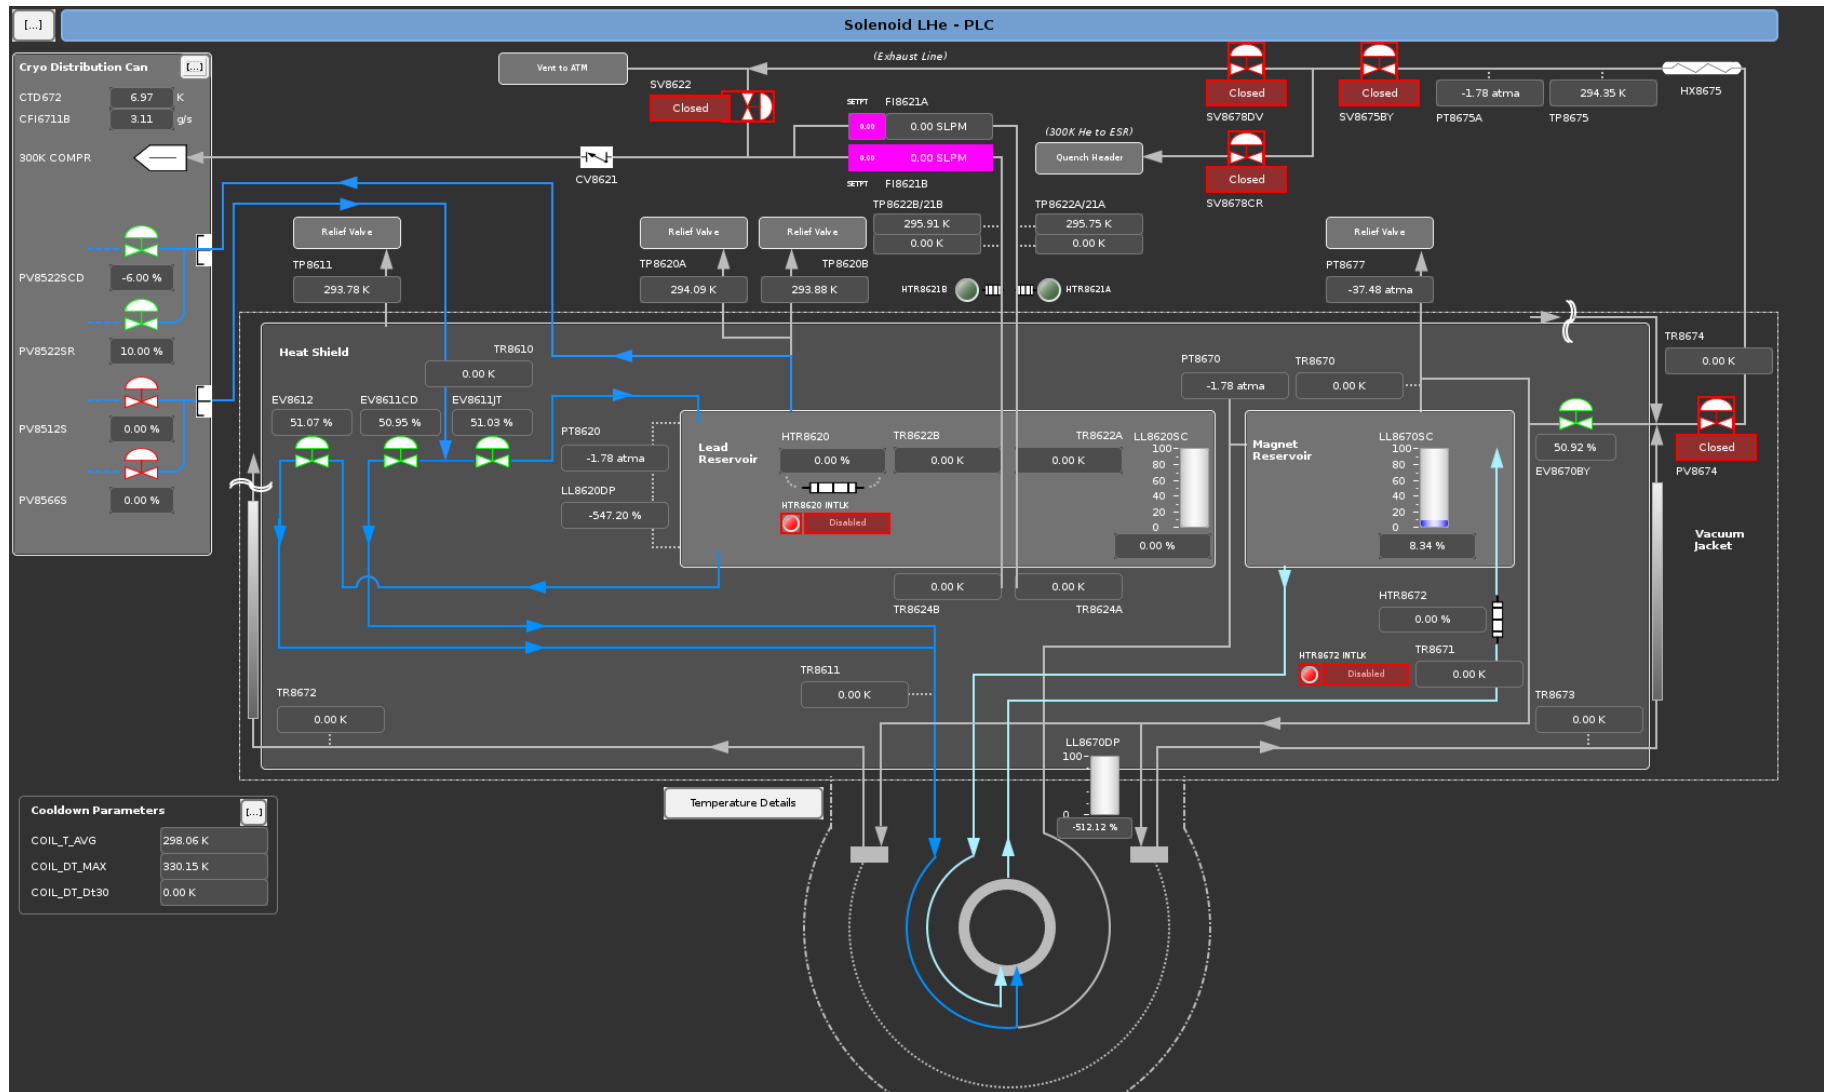 [...]
Solenoid LHe - PLC
Cryo Distribution Can
[...]
CTD672
6.97
K
CFI6711B
3.11
g/s
300K COMPR
PV8522SCD
-6.00 %
PV8522SR
10.00 %
PV8512S
0.00 %
PV8566S
0.00 %
Vent to ATM
(Exhaust Line)
SV8622
Closed
SETPT
FI8621A
0.00
0.00 SLPM
0.00
0.00 SLPM
SETPT
FI8621B
CV8621
Closed
SV8678DV
Closed
SV8675BY
-1.78 atma
PT8675A
294.35 K
TP8675
HX8675
(300K He to ESR)
Quench Header
Closed
SV8678CR
Relief Valve
TP8611
293.78 K
Relief Valve
TP8620A
294.09 K
Relief Valve
TP8620B
293.88 K
TP8622B/21B
295.91 K
0.00 K
TP8622A/21A
295.75 K
0.00 K
HTR8621B
HTR8621A
Relief Valve
PT8677
-37.48 atma
TR8674
0.00 K
Heat Shield
TR8610
0.00 K
EV8612
51.07 %
EV8611CD
50.95 %
EV8611JT
51.03 %
PT8620
-1.78 atma
LL8620DP
-547.20 %
Lead
Reservoir
HTR8620
0.00 %
HTR8620 INTLK
Disabled
TR8622B
0.00 K
TR8622A
0.00 K
LL8620SC
100
80
60
40
20
0
0.00 %
PT8670
-1.78 atma
TR8670
0.00 K
Magnet
Reservoir
LL8670SC
100
80
60
40
20
0
8.34 %
50.92 %
EV8670BY
Closed
PV8674
Vacuum
Jacket
0.00 K
TR8624B
0.00 K
TR8624A
HTR8672
0.00 %
HTR8672 INTLK
Disabled
TR8671
0.00 K
TR8611
0.00 K
TR8672
0.00 K
TR8673
0.00 K
LL8670DP
100
0
-512.12 %
Temperature Details
Cooldown Parameters
[...]
COIL_T_AVG
298.06 K
COIL_DT_MAX
330.15 K
COIL_DT_Dt30
0.00 K